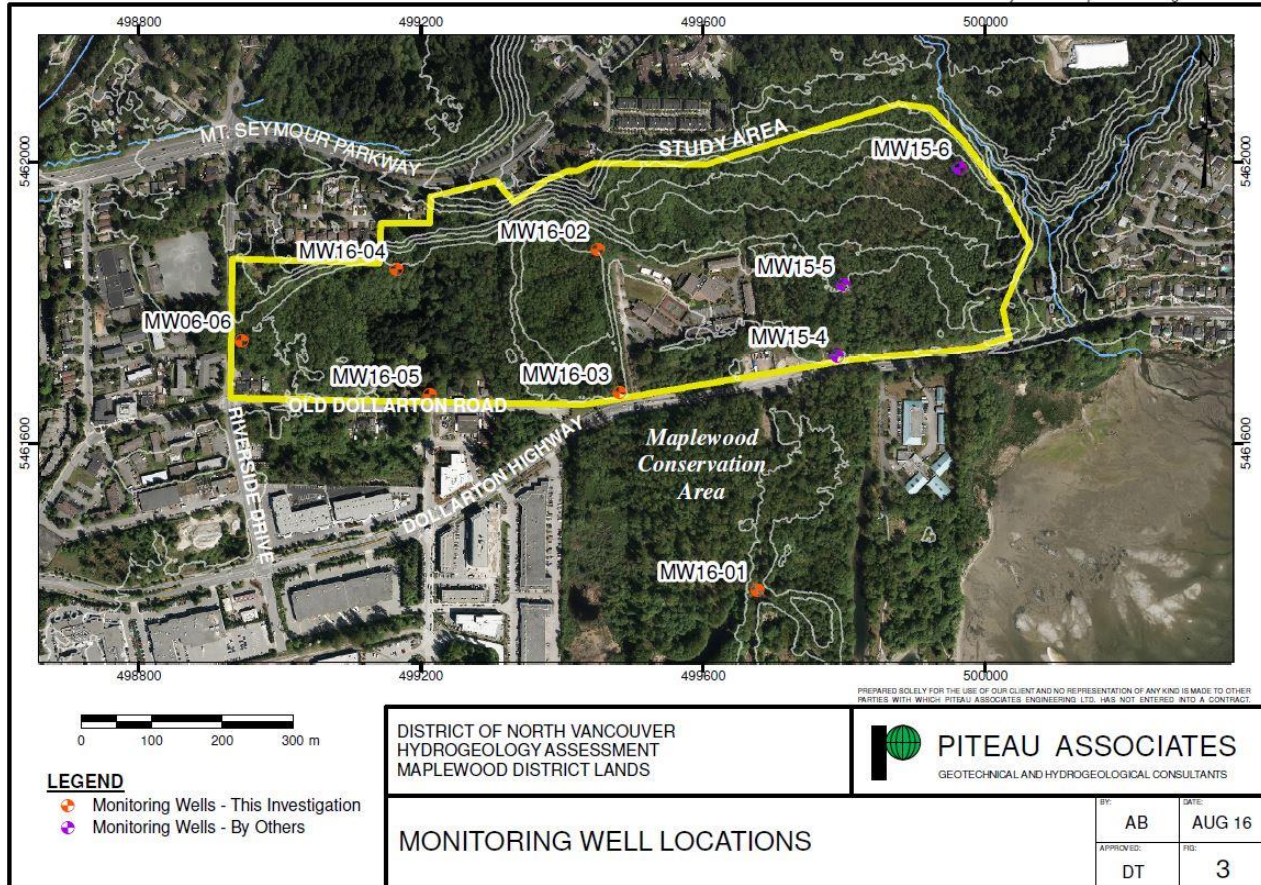 498800 499200 499600 500000
MT. SEYMOUR PARKWAY
STUDY AREA
MW15-6
5462000 5462000
MW16-02
MW16-04
MW15-5
MW06-06
MW15-4
MW16-05
MW16-03
OLD DOLLARTON ROAD
RIVERSIDE DRIVE
DOLLARTON HIGHWAY
Maplewood
Conservation
Area
5461600 5461600
MW16-01
498800 499200 499600 500000
PREPARED SOLELY FOR THE USE OF OUR CLIENT AND NO REPRESENTATION OF ANY KIND IS MADE TO OTHER
PARTIES WITH WHICH PITEAU ASSOCIATES ENGINEERING LTD. HAS NOT ENTERED INTO A CONTRACT.
0 100 200 300 m
LEGEND
Monitoring Wells - This Investigation
Monitoring Wells - By Others
DISTRICT OF NORTH VANCOUVER
HYDROGEOLOGY ASSESSMENT
MAPLEWOOD DISTRICT LANDS
PITEAU ASSOCIATES
GEOTECHNICAL AND HYDROGEOLOGICAL CONSULTANTS
MONITORING WELL LOCATIONS
BY: AB
DATE: AUG 16
APPROVED: DT
FIG: 3